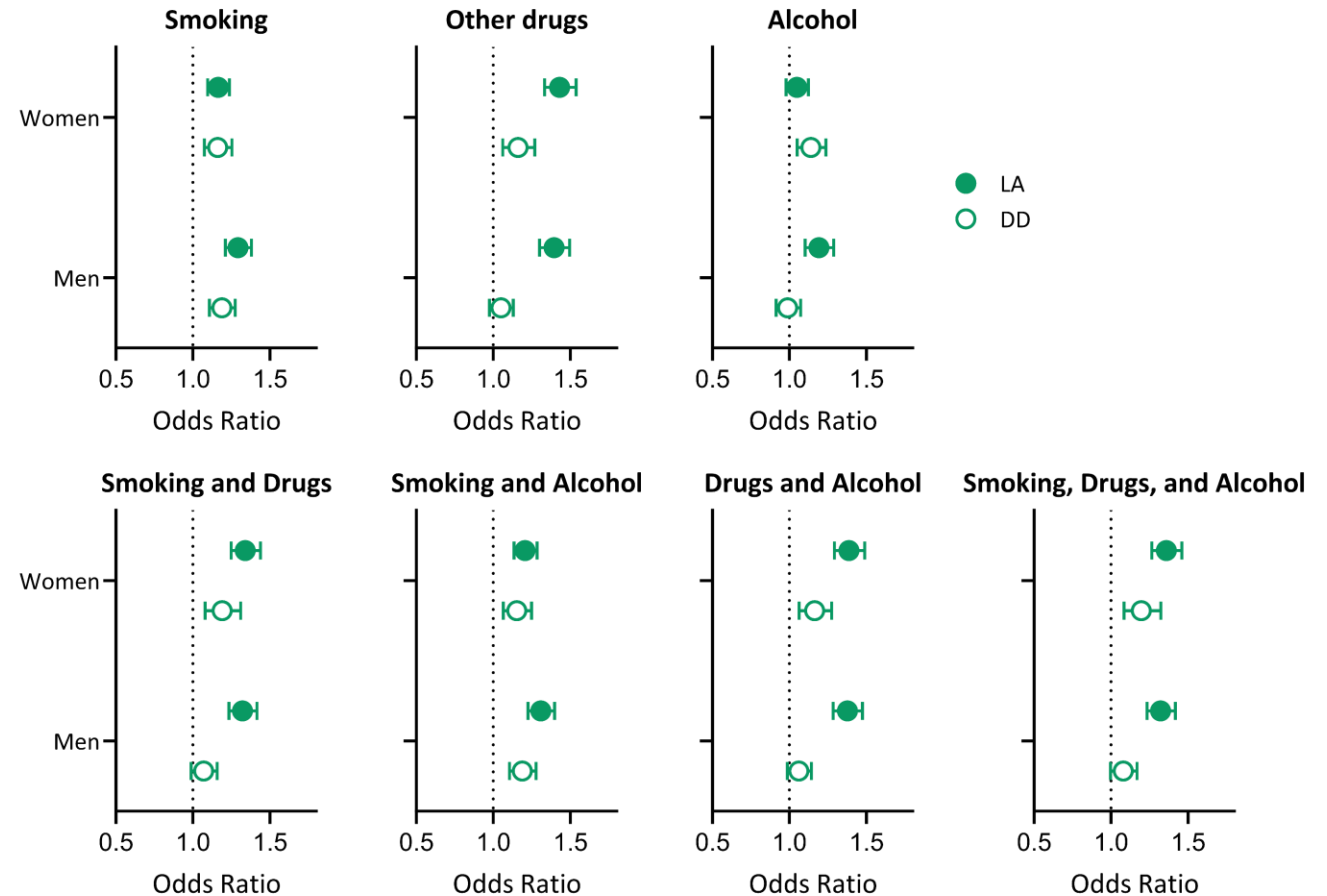 Smoking
Other drugs
Alcohol
Women
Men
0.5 1.0 1.5
Odds Ratio
0.5 1.0 1.5
Odds Ratio
0.5 1.0 1.5
Odds Ratio
LA
DD
Smoking and Drugs
Smoking and Alcohol
Drugs and Alcohol
Smoking, Drugs, and Alcohol
Women
Men
0.5 1.0 1.5
Odds Ratio
0.5 1.0 1.5
Odds Ratio
0.5 1.0 1.5
Odds Ratio
0.5 1.0 1.5
Odds Ratio